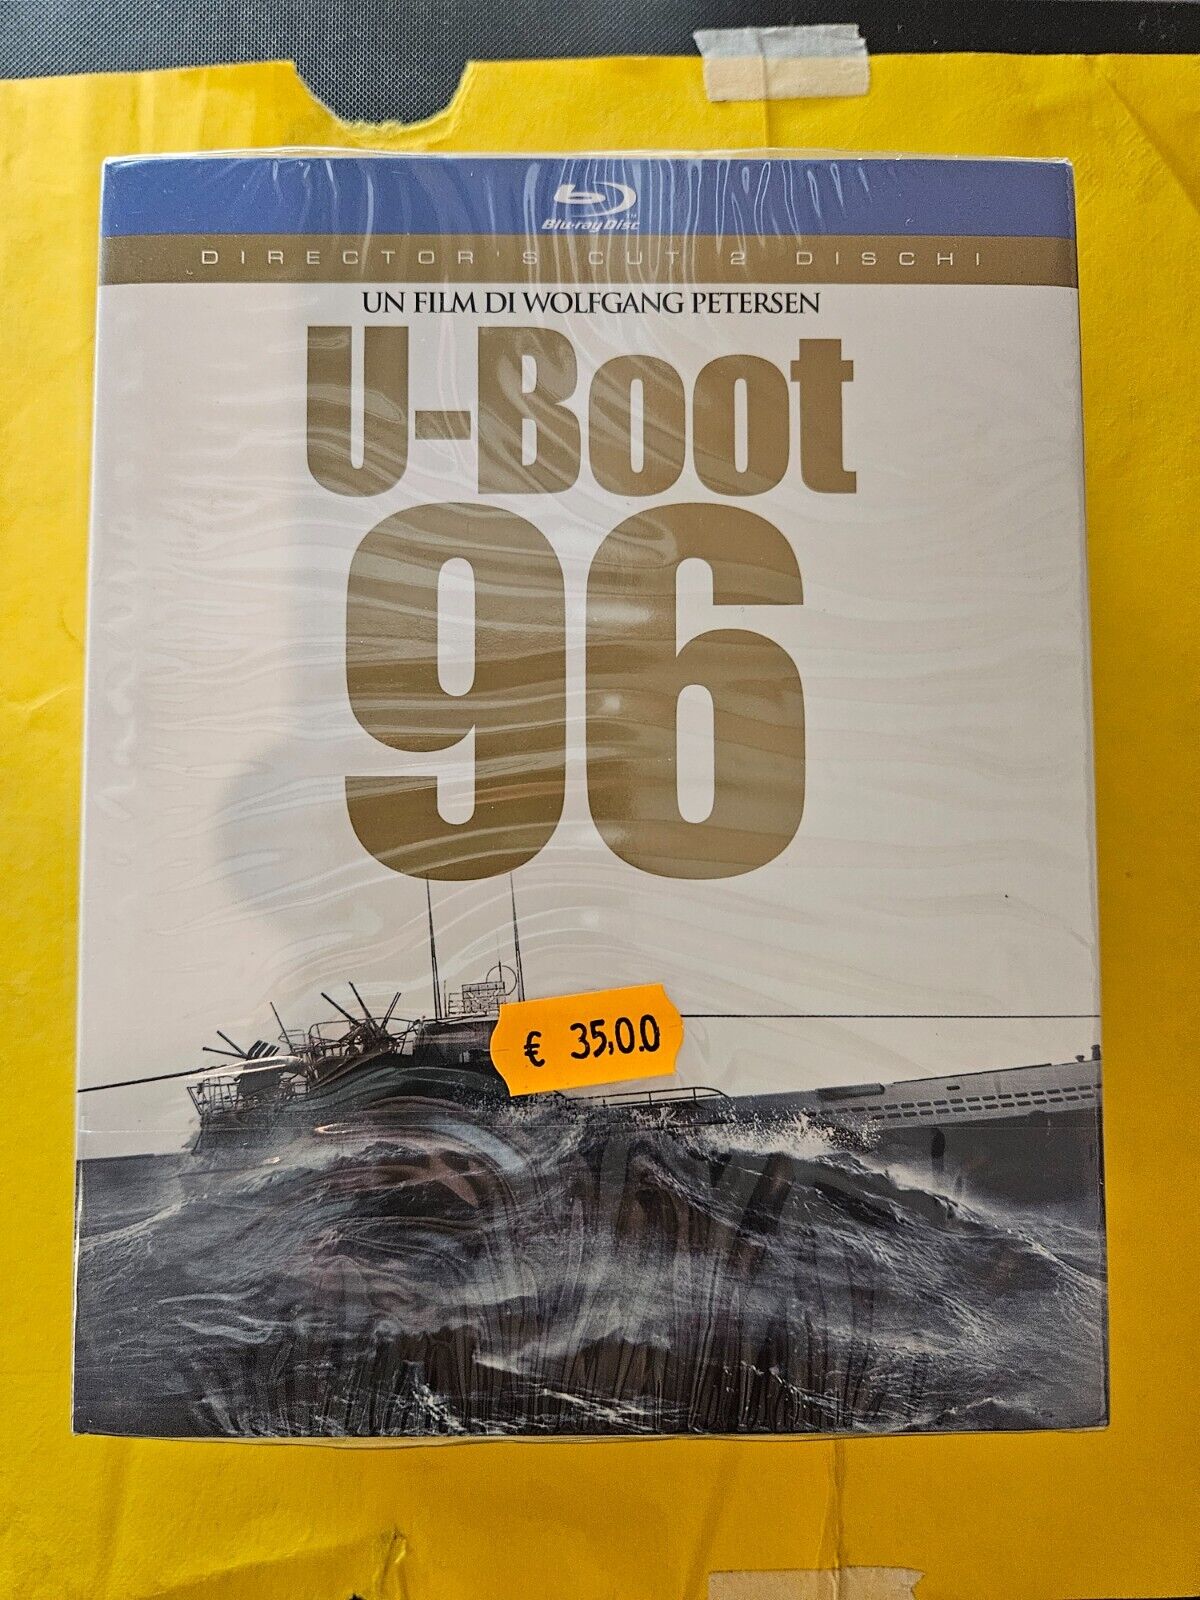 Blu-ray Disc
DIRECTOR'S CUT 2 DISCHI
UN FILM DI WOLFGANG PETERSEN
U-Boot
96
€ 35,0.0